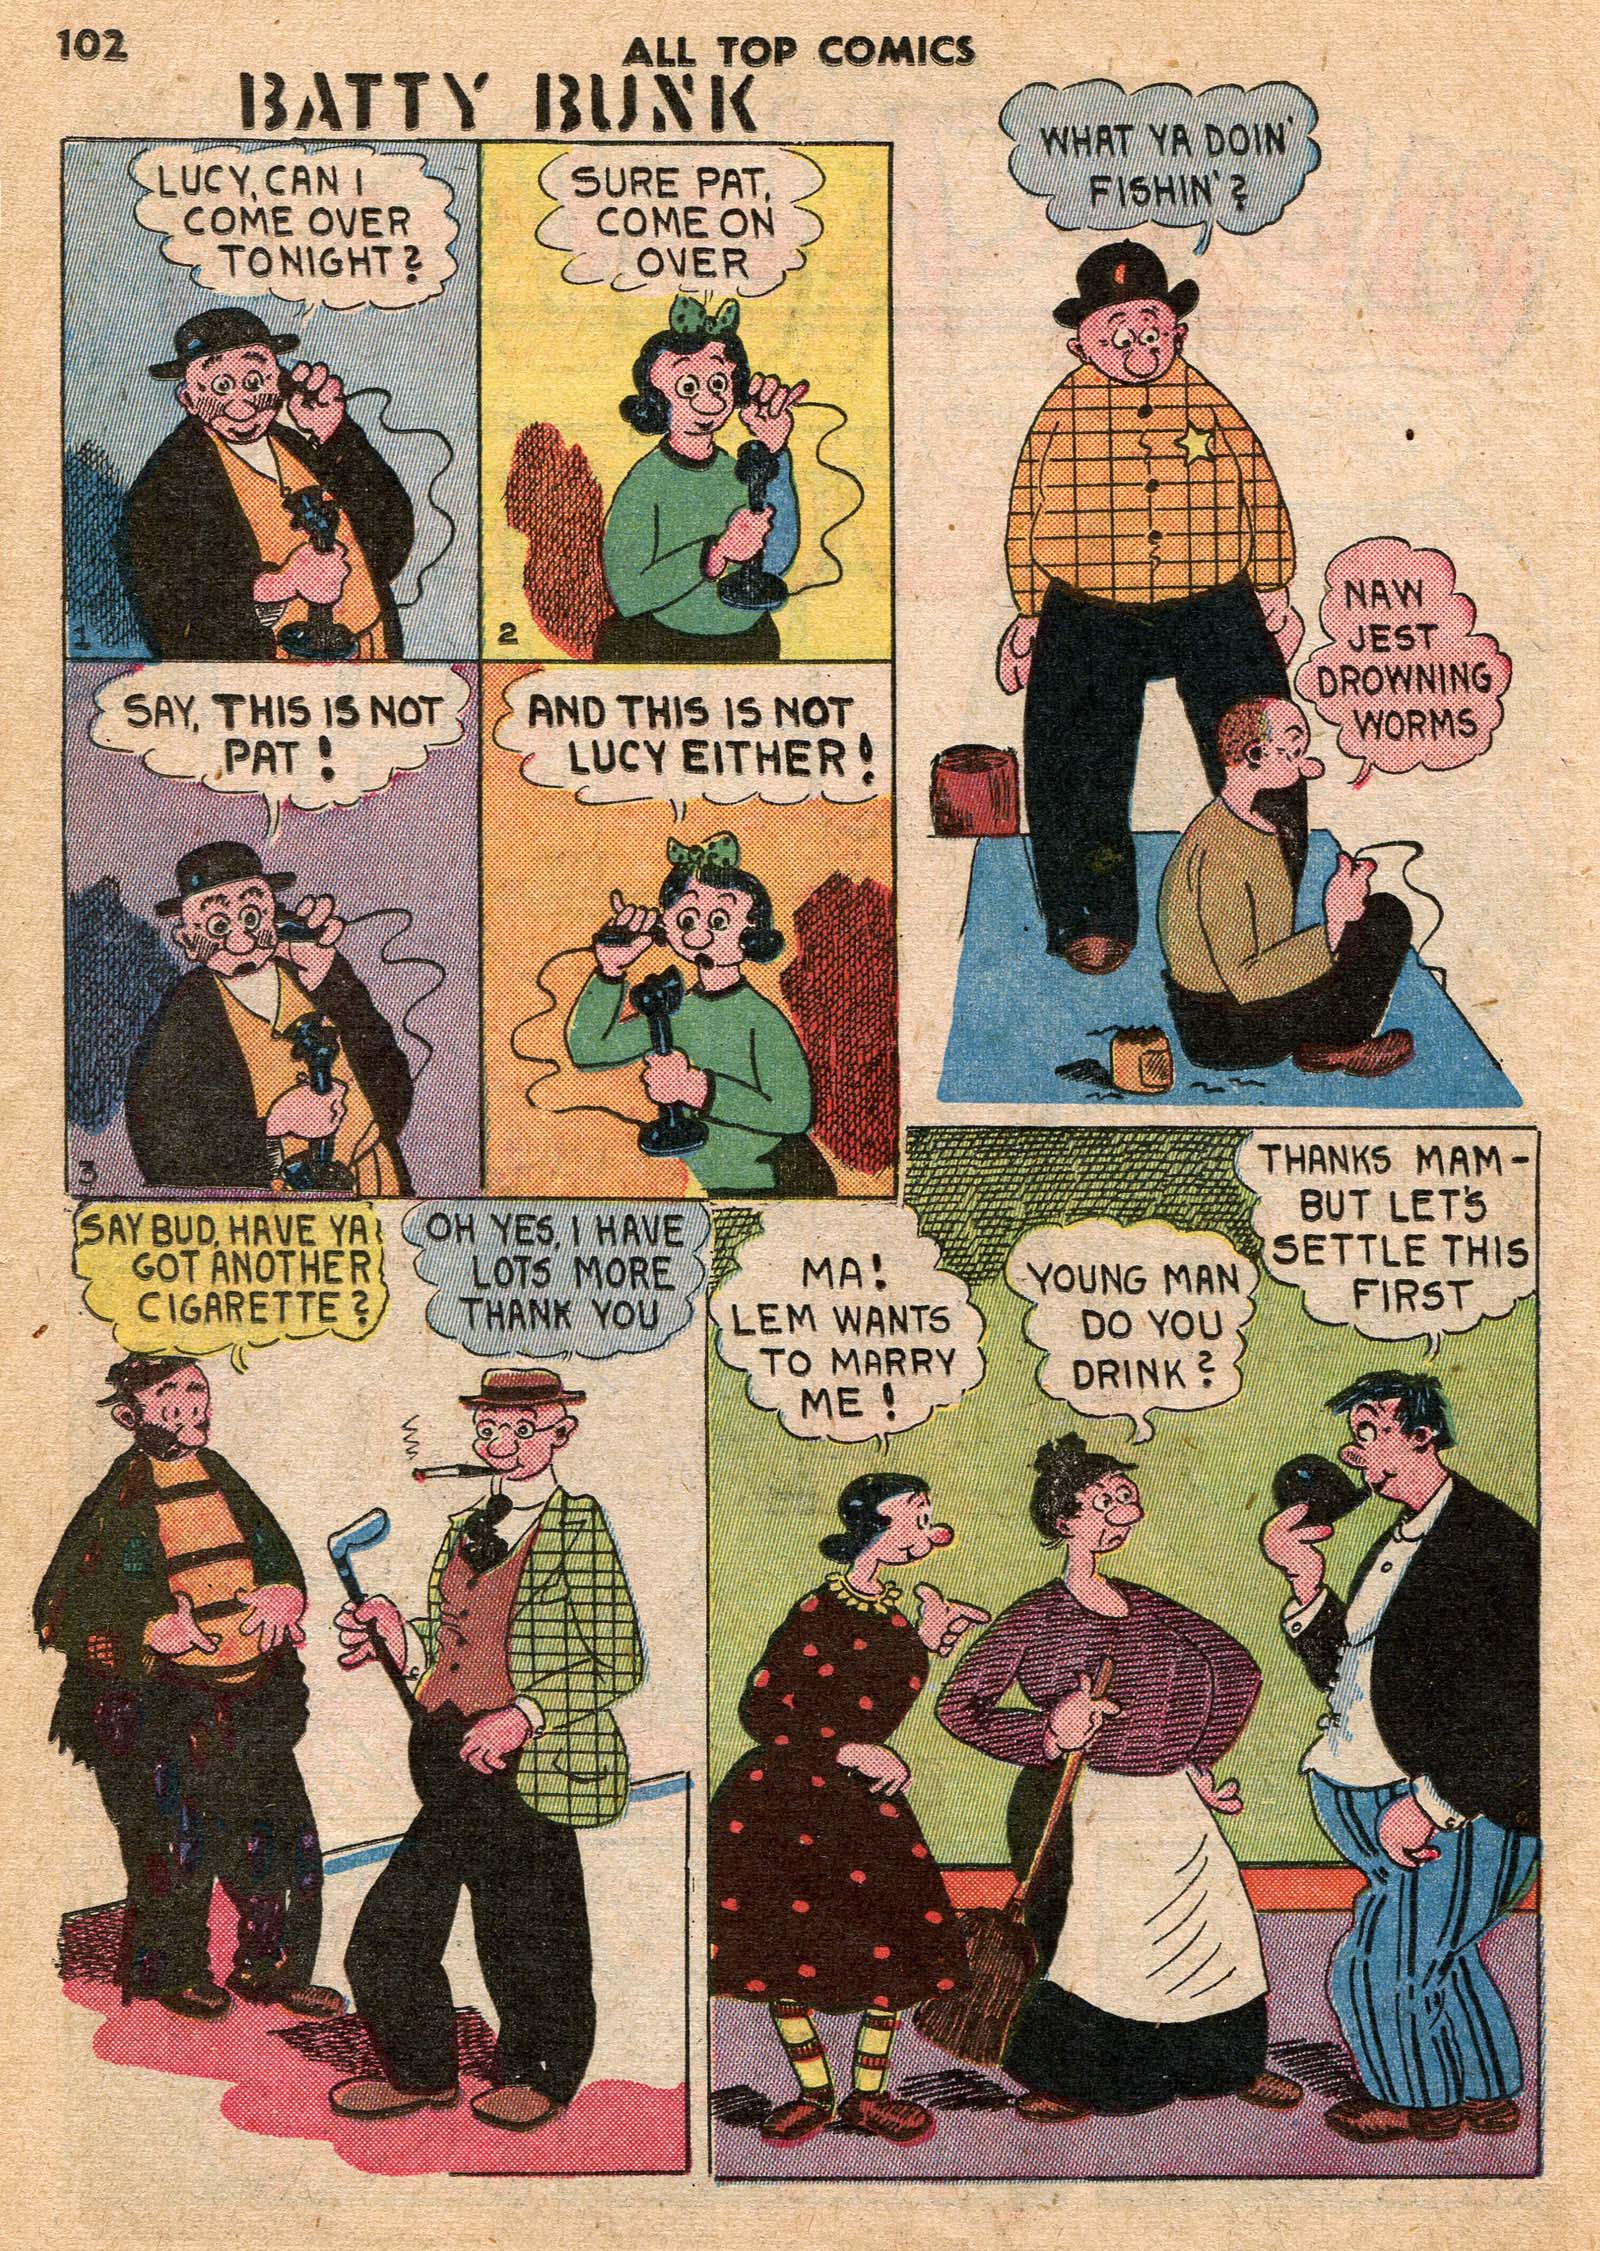 102
ALL TOP COMICS
BATTY BUNK
LUCY, CAN I
COME OVER
TONIGHT?
1
SURE PAT,
COME ON
OVER
2
SAY, THIS IS NOT
PAT!
3
AND THIS IS NOT
LUCY EITHER!
WHAT YA DOIN'
FISHIN'?
NAW
JEST
DROWNING
WORMS
SAY BUD, HAVE YA
GOT ANOTHER
CIGARETTE?
OH YES, I HAVE
LOTS MORE
THANK YOU
MA!
LEM WANTS
TO MARRY
ME!
YOUNG MAN
DO YOU
DRINK?
THANKS MAM-
BUT LET'S
SETTLE THIS
FIRST